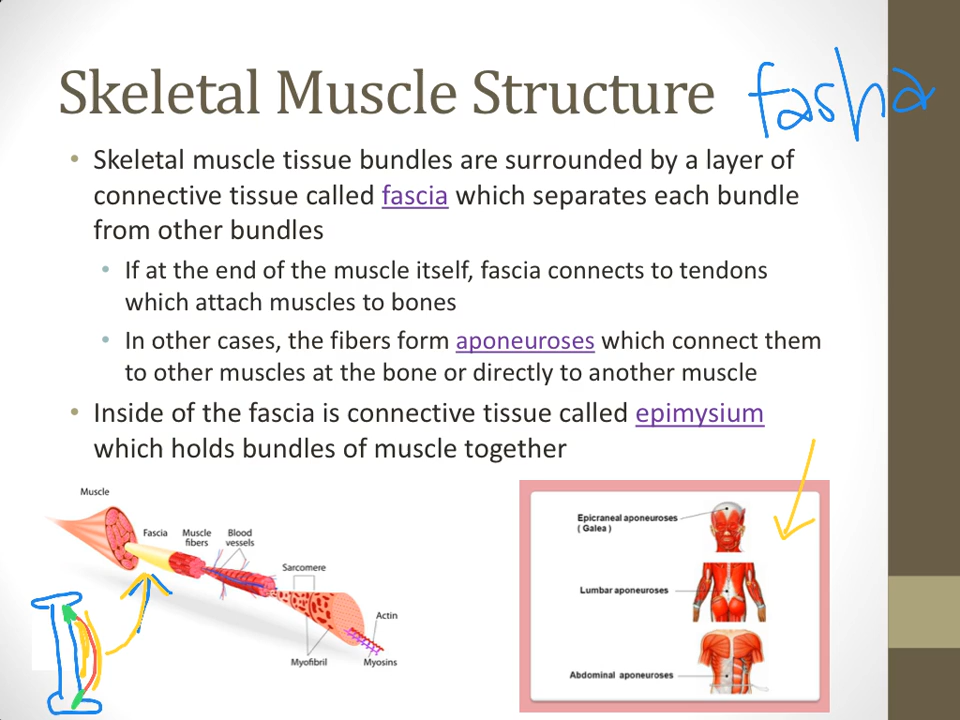 Skeletal Muscle Structure fasha
• Skeletal muscle tissue bundles are surrounded by a layer of
connective tissue called fascia which separates each bundle
from other bundles
• If at the end of the muscle itself, fascia connects to tendons
which attach muscles to bones
• In other cases, the fibers form aponeuroses which connect them
to other muscles at the bone or directly to another muscle
• Inside of the fascia is connective tissue called epimysium
which holds bundles of muscle together
Muscle
Fascia
Muscle
fibers
Blood
vessels
Sarcomere
Actin
Myofibril
Myosins
Epicraneal aponeuroses
( Galea)
Lumbar aponeuroses
Abdominal aponeuroses